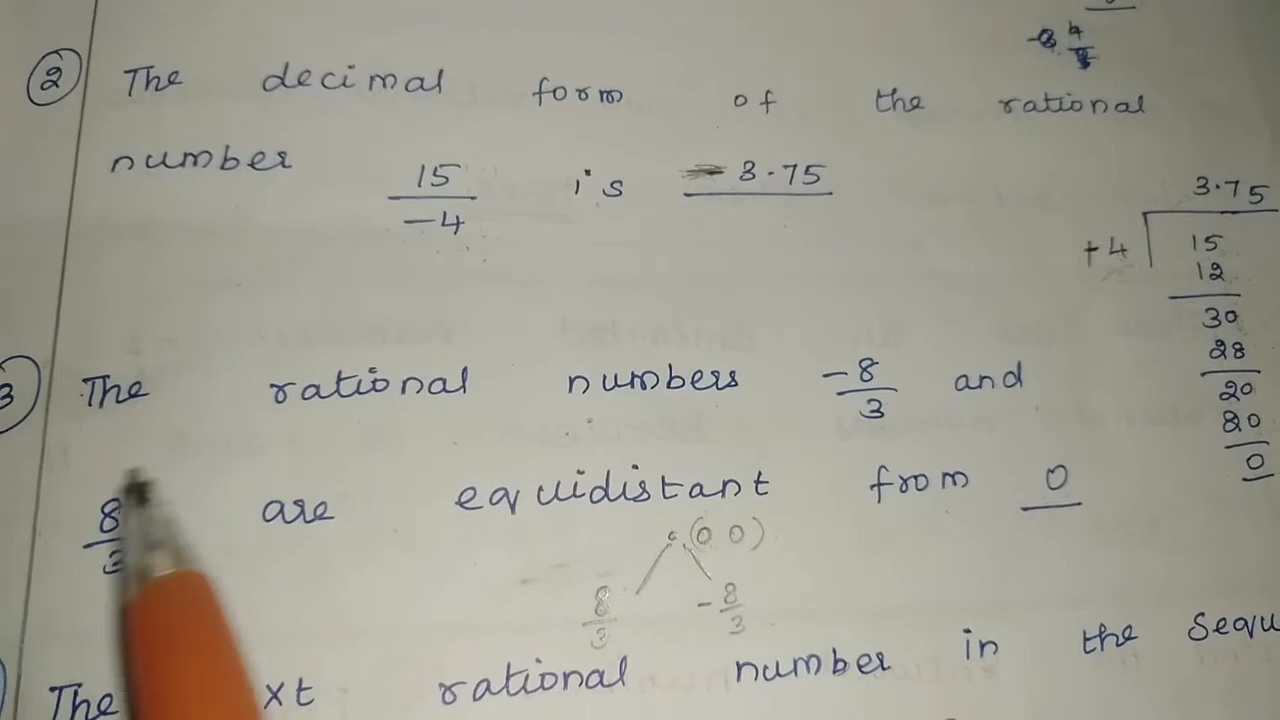 ② The decimal form of the rational
number 15/-4 is - 3.75
3.75
+4 15
12
30
28
20
20
0
3 The rational numbers -8/3 and
8/3 are equidistant from 0
(0 0)
8/3 -8/3
The xt rational number in the Sequ